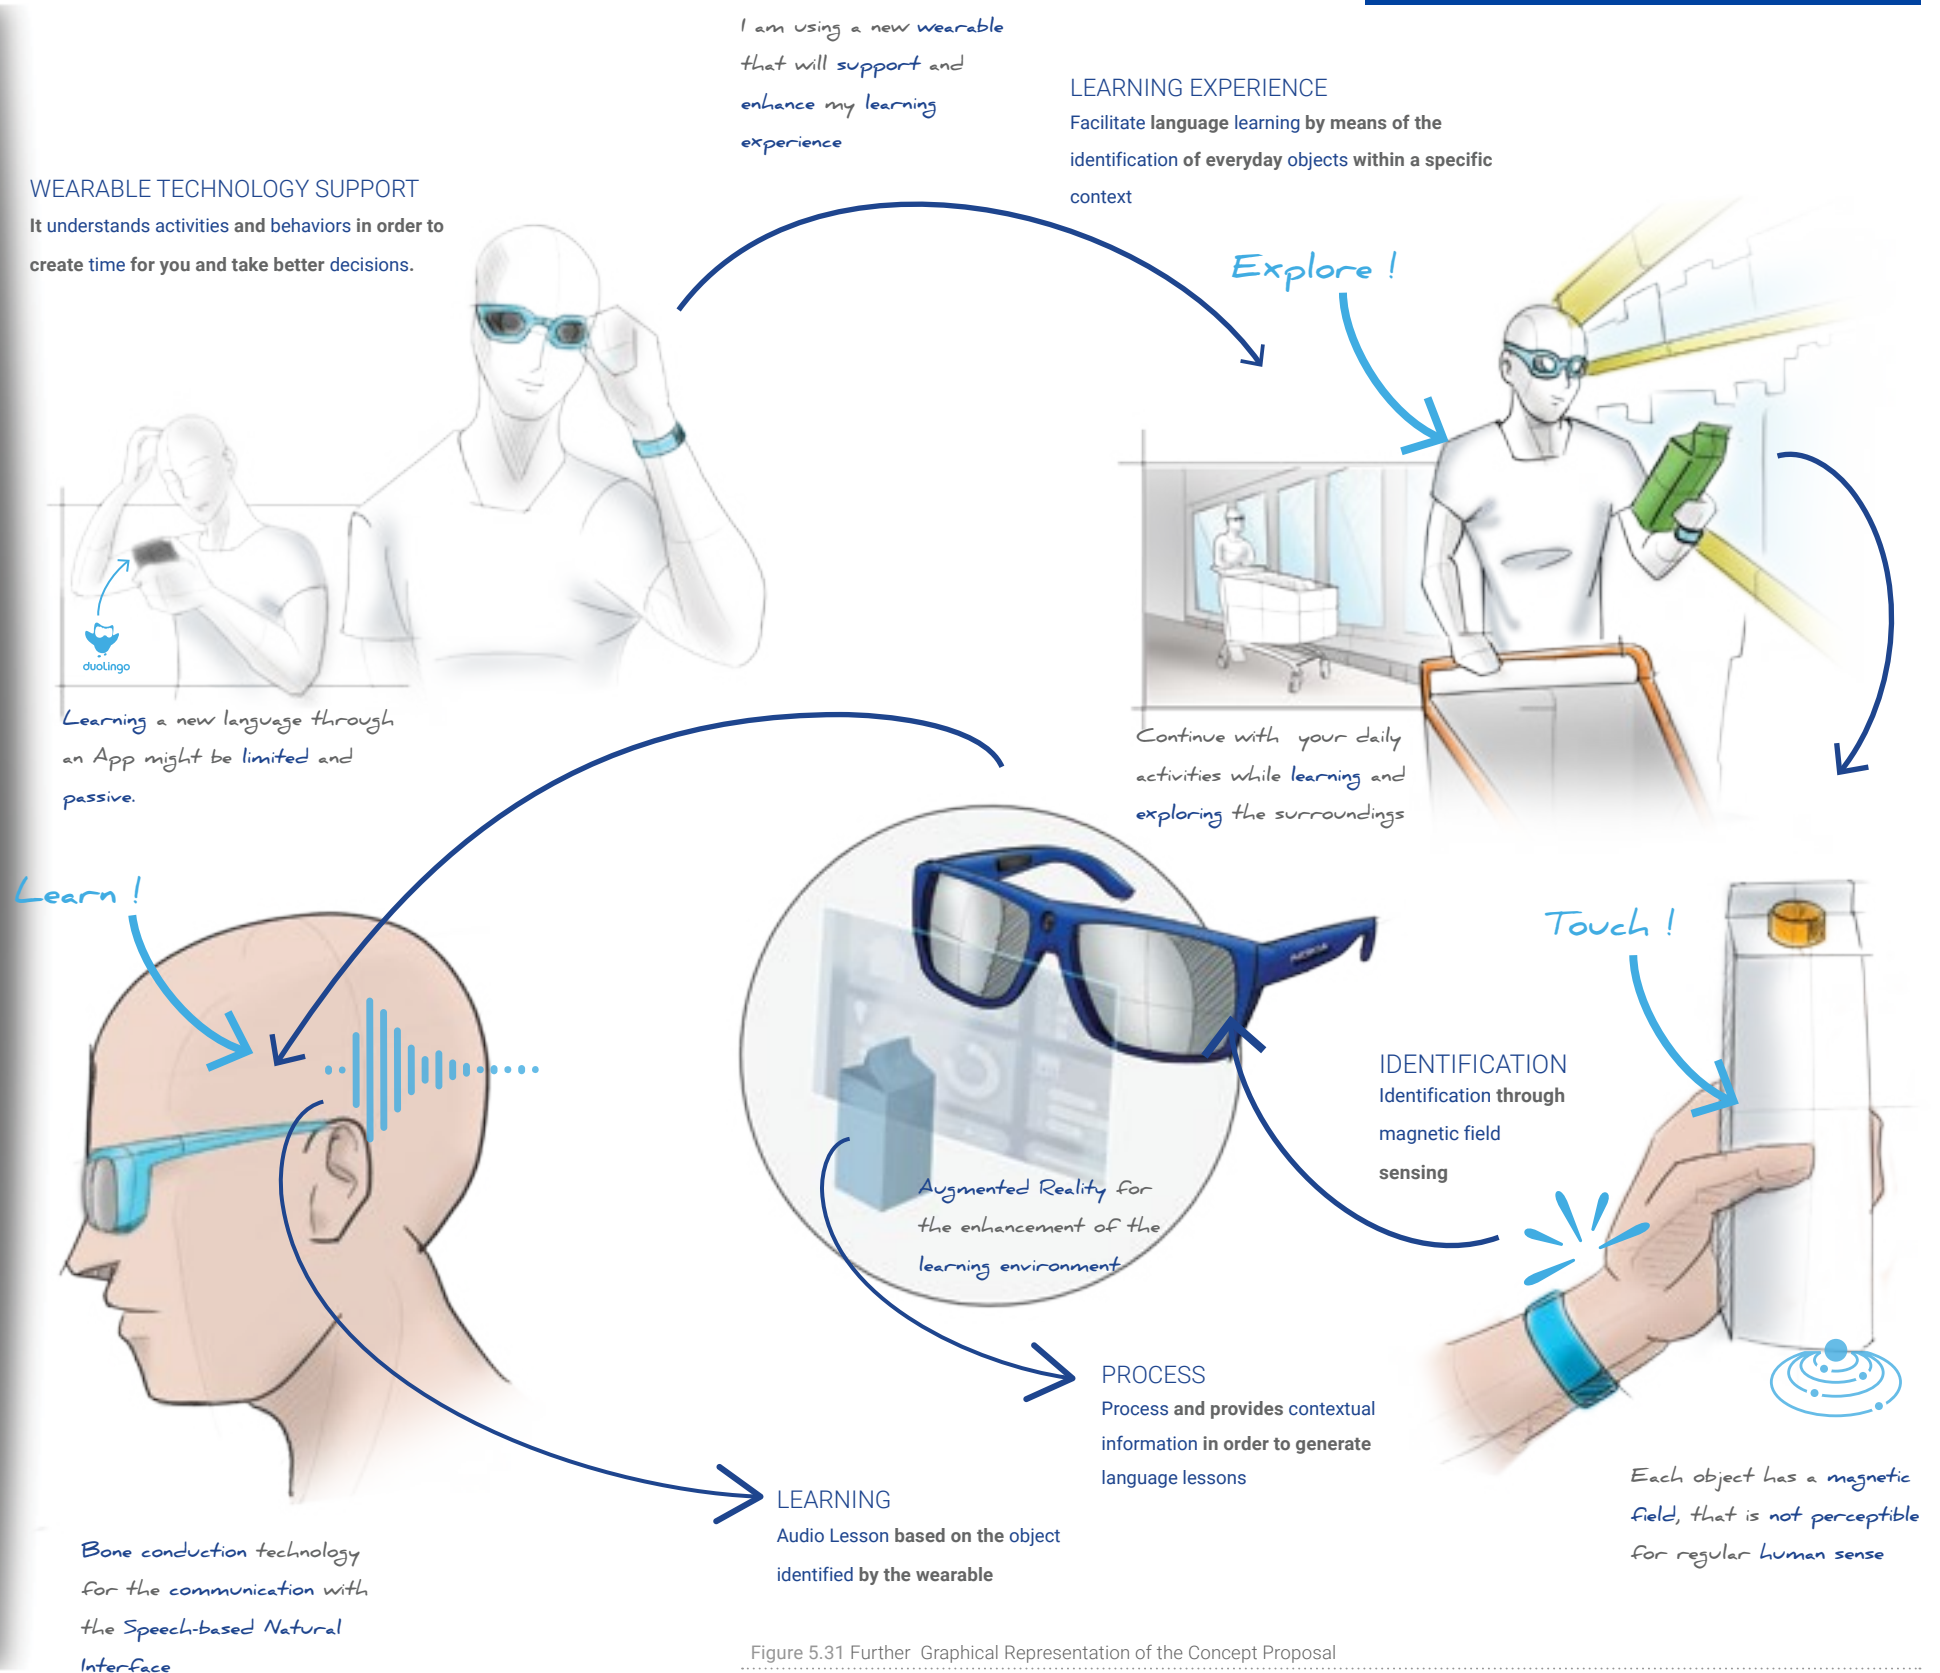 I am using a new wearable
that will support and
enhance my learning
experience
LEARNING EXPERIENCE
Facilitate language learning by means of the
identification of everyday objects within a specific
context
WEARABLE TECHNOLOGY SUPPORT
It understands activities and behaviors in order to
create time for you and take better decisions.
Explore !
duolingo
Learning a new language through
an App might be limited and
passive.
Continue with your daily
activities while learning and
exploring the surroundings
Learn !
Touch !
IDENTIFICATION
Identification through
magnetic field
sensing
Augmented Reality for
the enhancement of the
learning environment
PROCESS
Process and provides contextual
information in order to generate
language lessons
LEARNING
Audio Lesson based on the object
identified by the wearable
Each object has a magnetic
field, that is not perceptible
for regular human sense
Bone conduction technology
for the communication with
the Speech-based Natural
Interface
Figure 5.31 Further Graphical Representation of the Concept Proposal